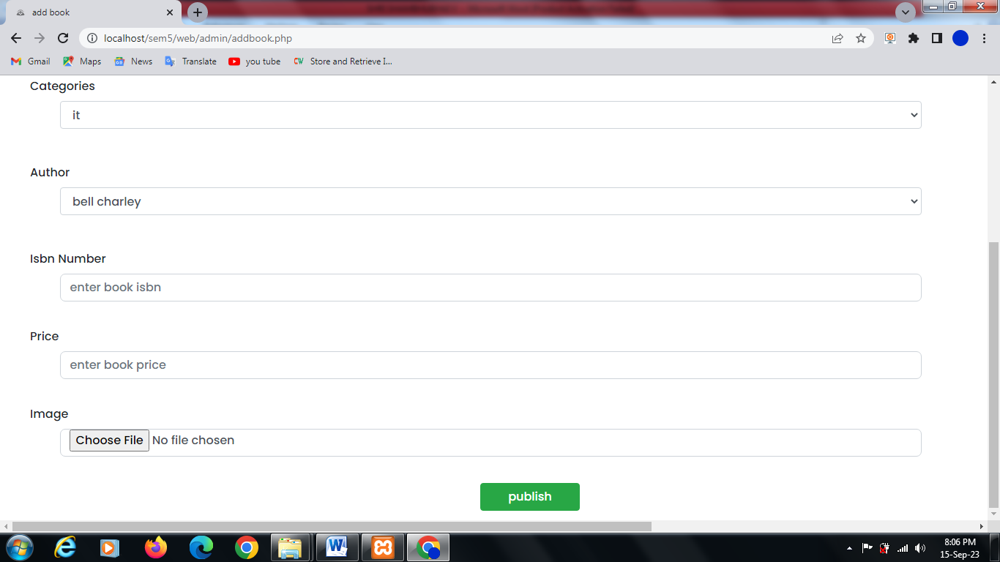 add book
localhost/sem5/web/admin/addbook.php
Gmail Maps News Translate you tube Store and Retrieve I...
Categories
it
Author
bell charley
Isbn Number
enter book isbn
Price
enter book price
Image
Choose File No file chosen
publish
8:06 PM
15-Sep-23